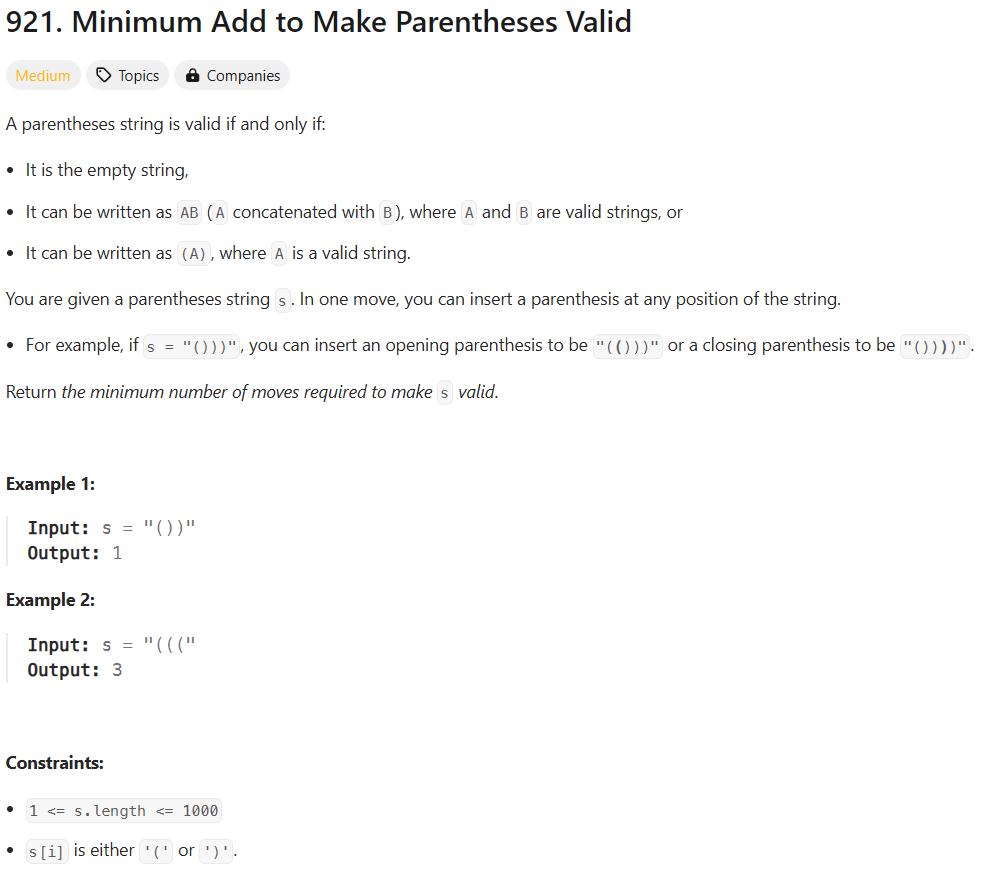 921. Minimum Add to Make Parentheses Valid
Medium Topics Companies
A parentheses string is valid if and only if:
• It is the empty string,
• It can be written as AB (A concatenated with B), where A and B are valid strings, or
• It can be written as (A), where A is a valid string.
You are given a parentheses string s. In one move, you can insert a parenthesis at any position of the string.
• For example, if s = "()))", you can insert an opening parenthesis to be "(()))" or a closing parenthesis to be "())))".
Return the minimum number of moves required to make s valid.
Example 1:
Input: s = "())"
Output: 1
Example 2:
Input: s = "((("
Output: 3
Constraints:
• 1 <= s.length <= 1000
• s[i] is either '(' or ')'.